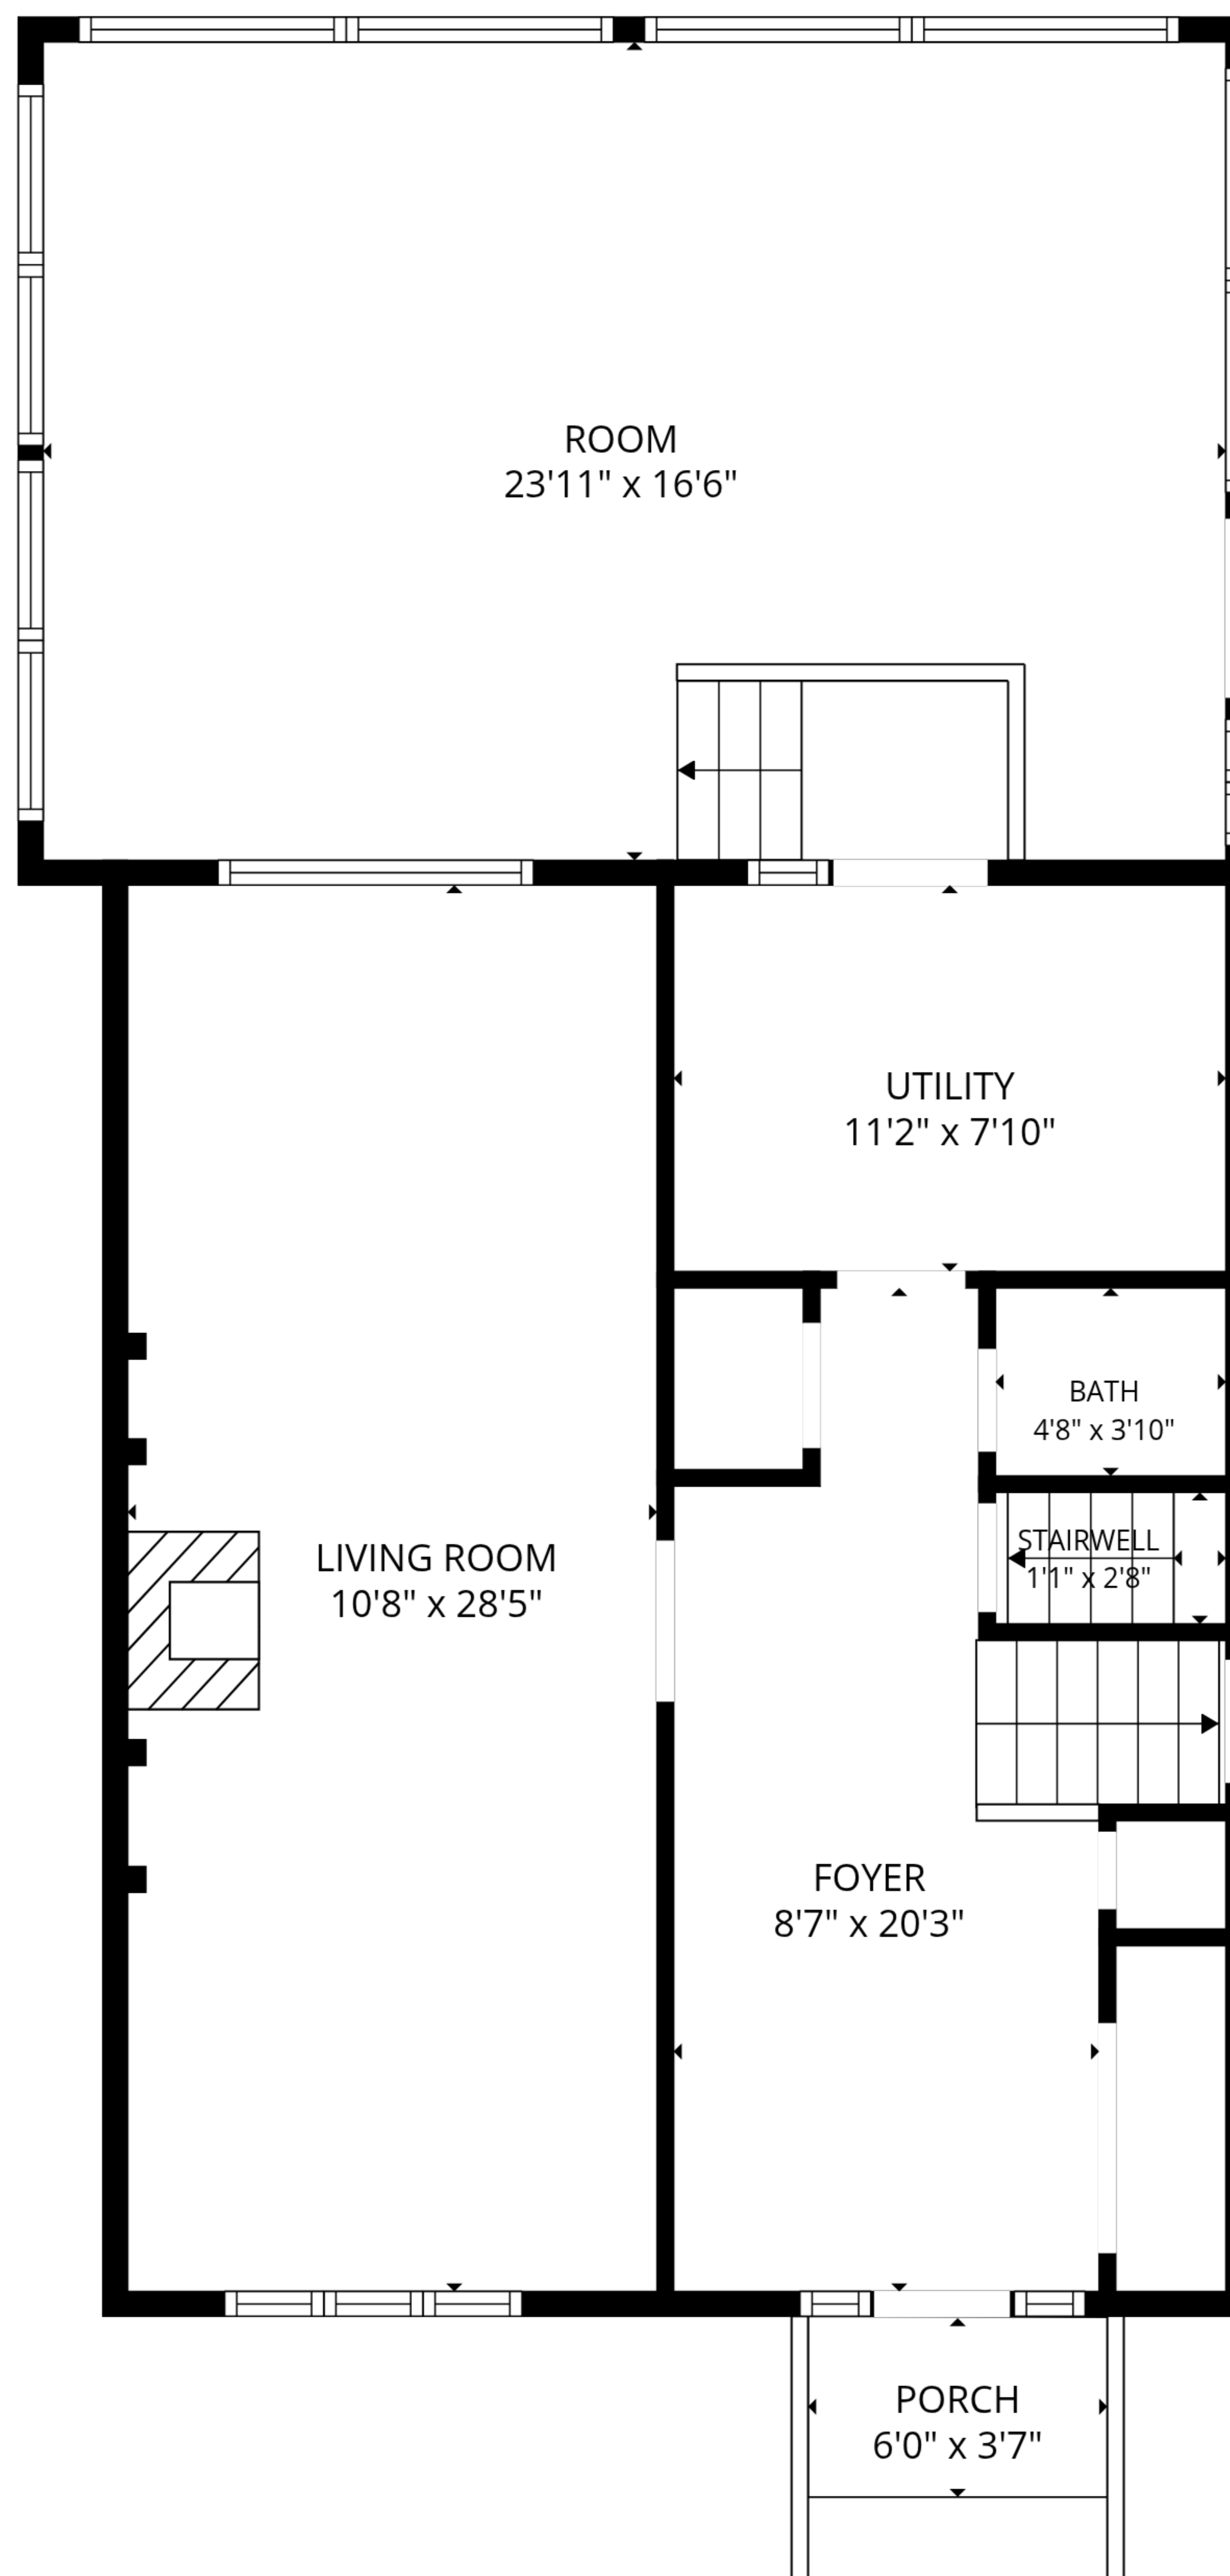 ROOM
23'11" x 16'6"
UTILITY
11'2" x 7'10"
BATH
4'8" x 3'10"
STAIRWELL
1'1" x 2'8"
LIVING ROOM
10'8" x 28'5"
FOYER
8'7" x 20'3"
PORCH
6'0" x 3'7"